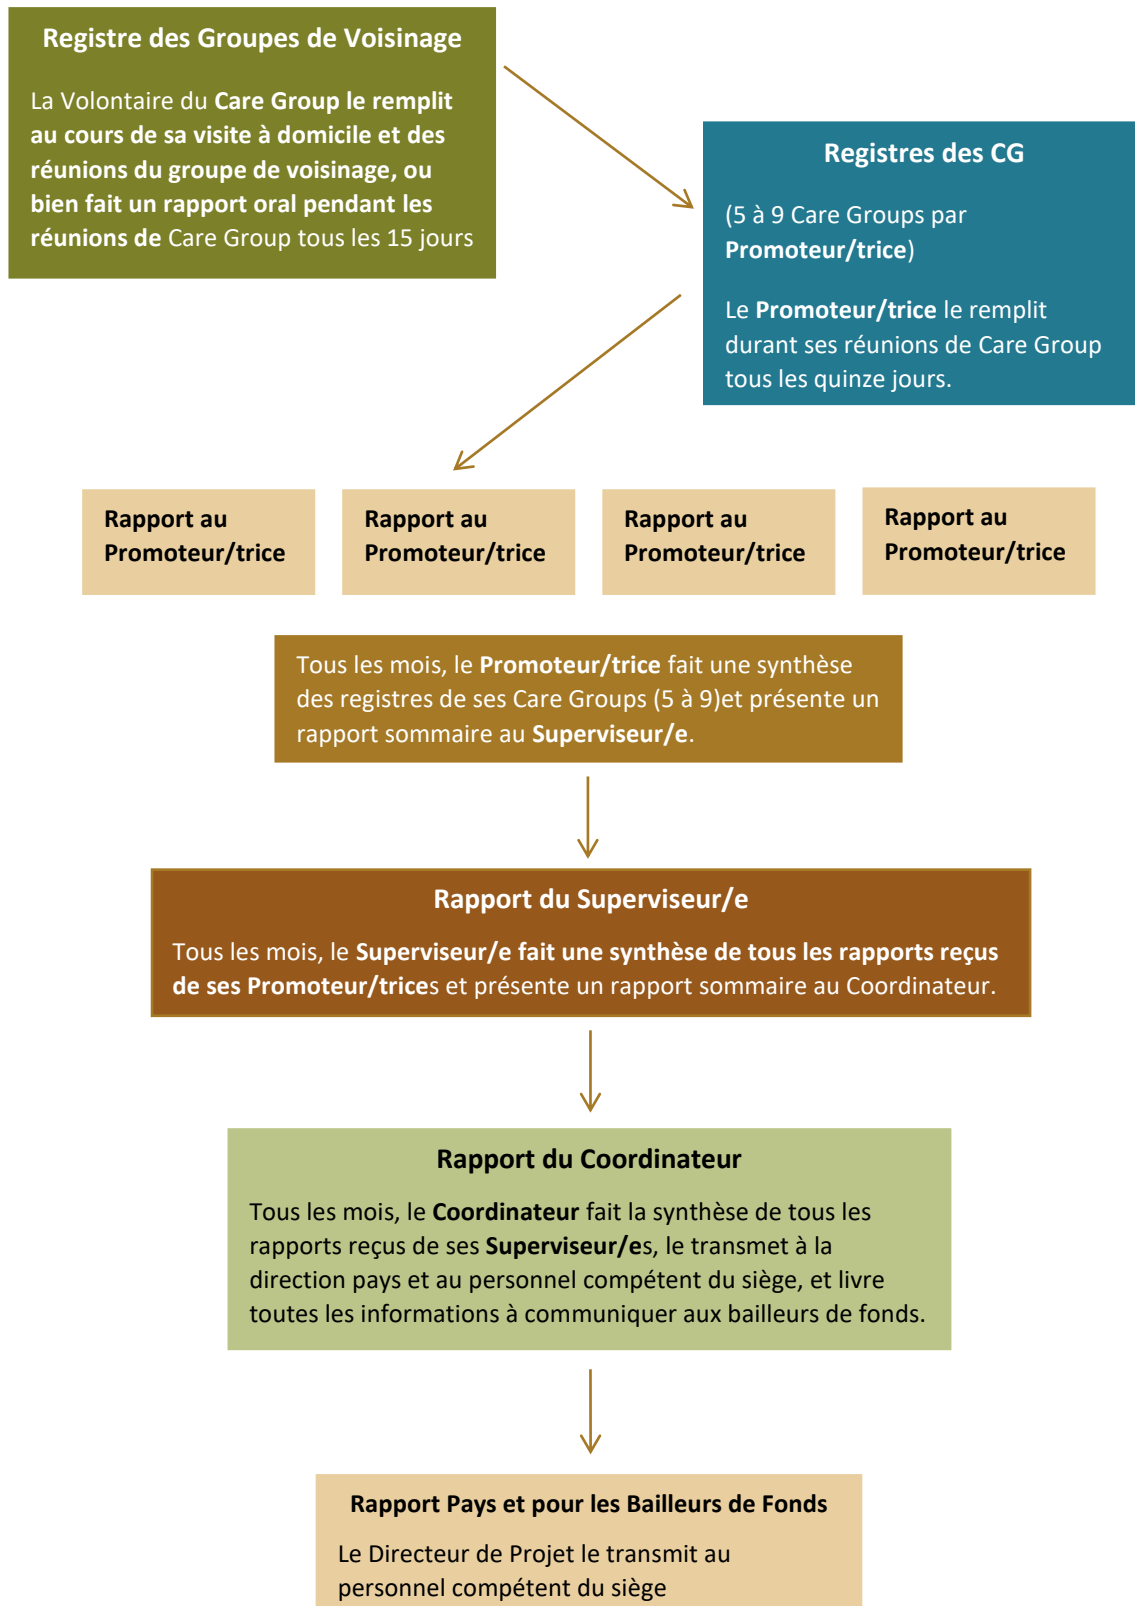 Registre des Groupes de Voisinage
La Volontaire du Care Group le remplit
au cours de sa visite à domicile et des
réunions du groupe de voisinage, ou
bien fait un rapport oral pendant les
réunions de Care Group tous les 15 jours
Registres des CG
(5 à 9 Care Groups par
Promoteur/trice)
Le Promoteur/trice le remplit
durant ses réunions de Care Group
tous les quinze jours.
Rapport au
Promoteur/trice
Rapport au
Promoteur/trice
Rapport au
Promoteur/trice
Rapport au
Promoteur/trice
Tous les mois, le Promoteur/trice fait une synthèse
des registres de ses Care Groups (5 à 9)et présente un
rapport sommaire au Superviseur/e.
Rapport du Superviseur/e
Tous les mois, le Superviseur/e fait une synthèse de tous les rapports reçus
de ses Promoteur/trices et présente un rapport sommaire au Coordinateur.
Rapport du Coordinateur
Tous les mois, le Coordinateur fait la synthèse de tous les
rapports reçus de ses Superviseur/es, le transmet à la
direction pays et au personnel compétent du siège, et livre
toutes les informations à communiquer aux bailleurs de fonds.
Rapport Pays et pour les Bailleurs de Fonds
Le Directeur de Projet le transmit au
personnel compétent du siège